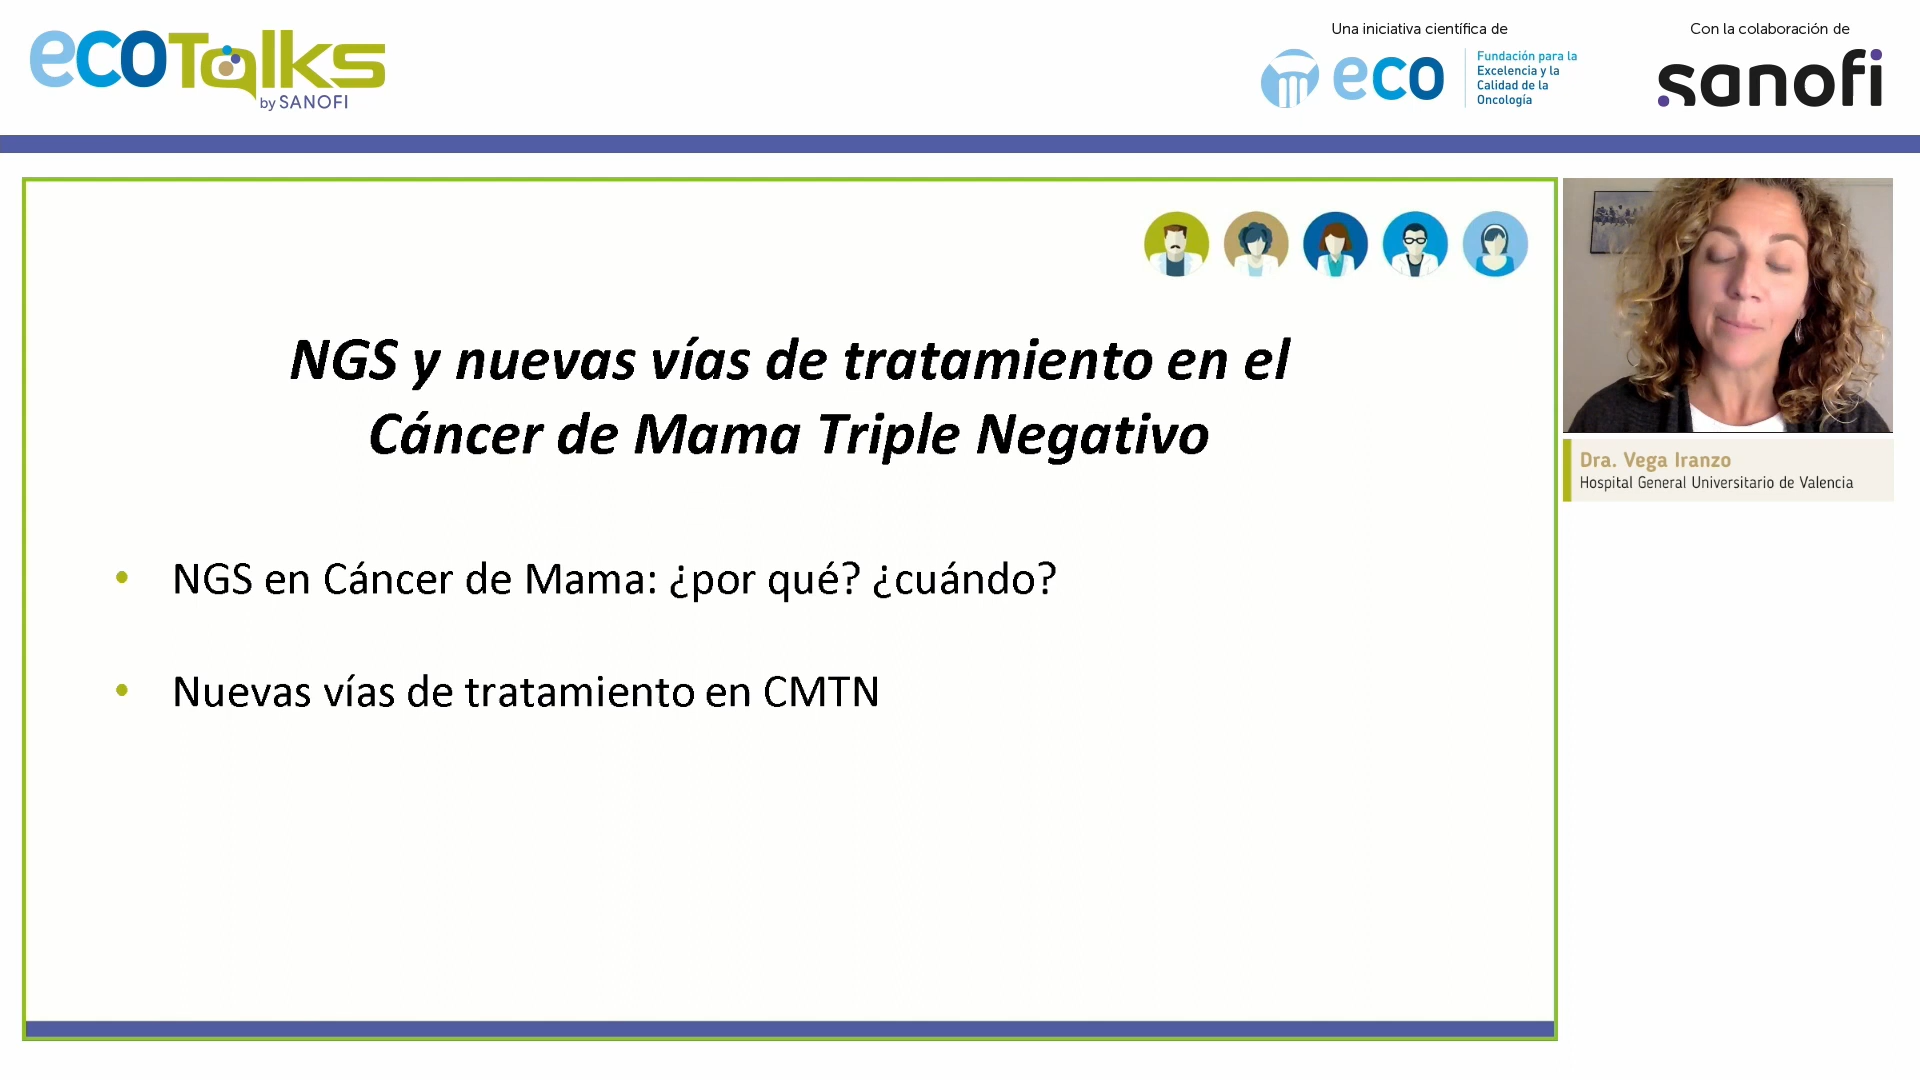 ecoTalks
by SANOFI
Una iniciativa científica de
eco
Fundación para la
Excelencia y la
Calidad de la
Oncología
Con la colaboración de
sanofi
NGS y nuevas vías de tratamiento en el
Cáncer de Mama Triple Negativo
• NGS en Cáncer de Mama: ¿por qué? ¿cuándo?
• Nuevas vías de tratamiento en CMTN
Dra. Vega Iranzo
Hospital General Universitario de Valencia